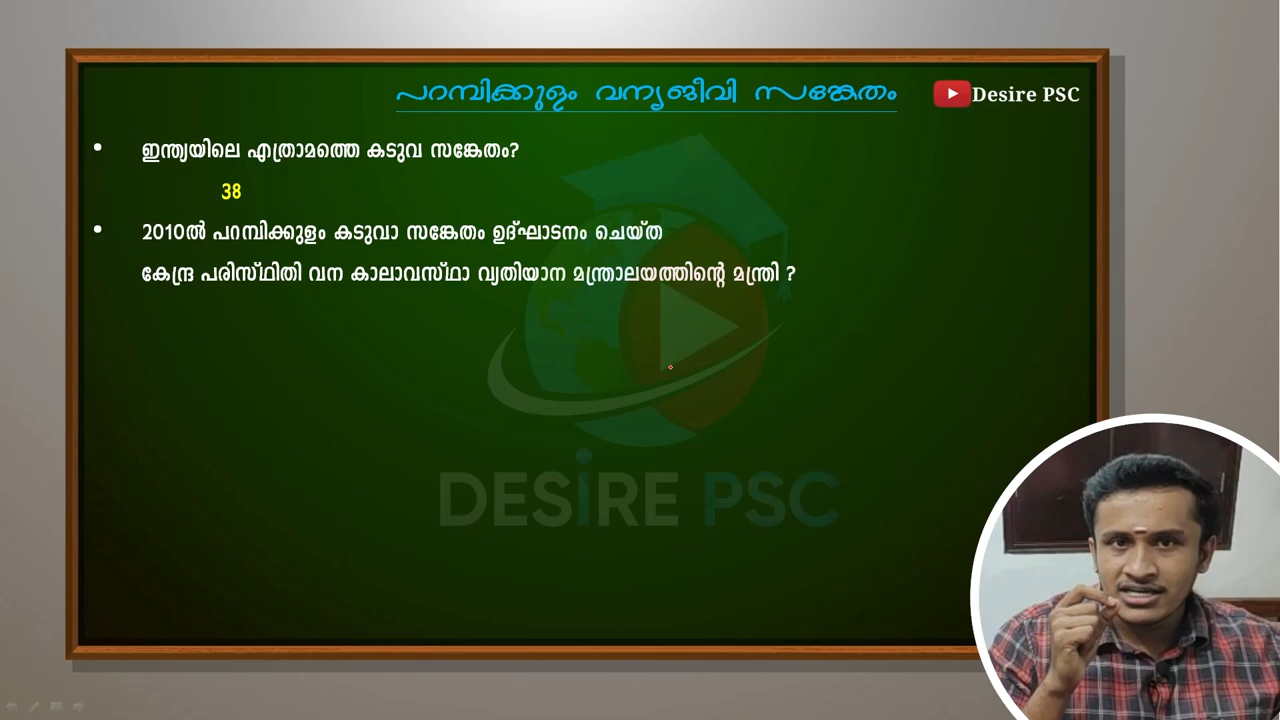 പറമ്പിക്കുളം വന്യജീവി സങ്കേതം
Desire PSC
• ഇന്ത്യയിലെ എത്രാമത്തെ കടുവ സങ്കേതം?
38
• 2010ൽ പറമ്പിക്കുളം കടുവാ സങ്കേതം ഉദ്ഘാടനം ചെയ്ത
കേന്ദ്ര പരിസ്ഥിതി വന കാലാവസ്ഥാ വ്യതിയാന മന്ത്രാലയത്തിന്റെ മന്ത്രി ?
DESiRE PSC